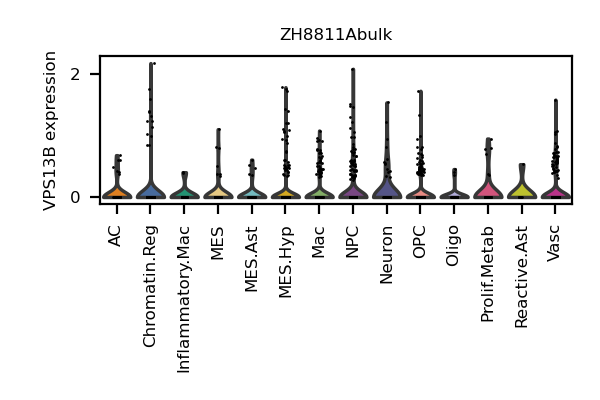 ZH8811Abulk
VPS13B expression
2
0
AC
Chromatin.Reg
Inflammatory.Mac
MES
MES.Ast
MES.Hyp
Mac
NPC
Neuron
OPC
Oligo
Prolif.Metab
Reactive.Ast
Vasc